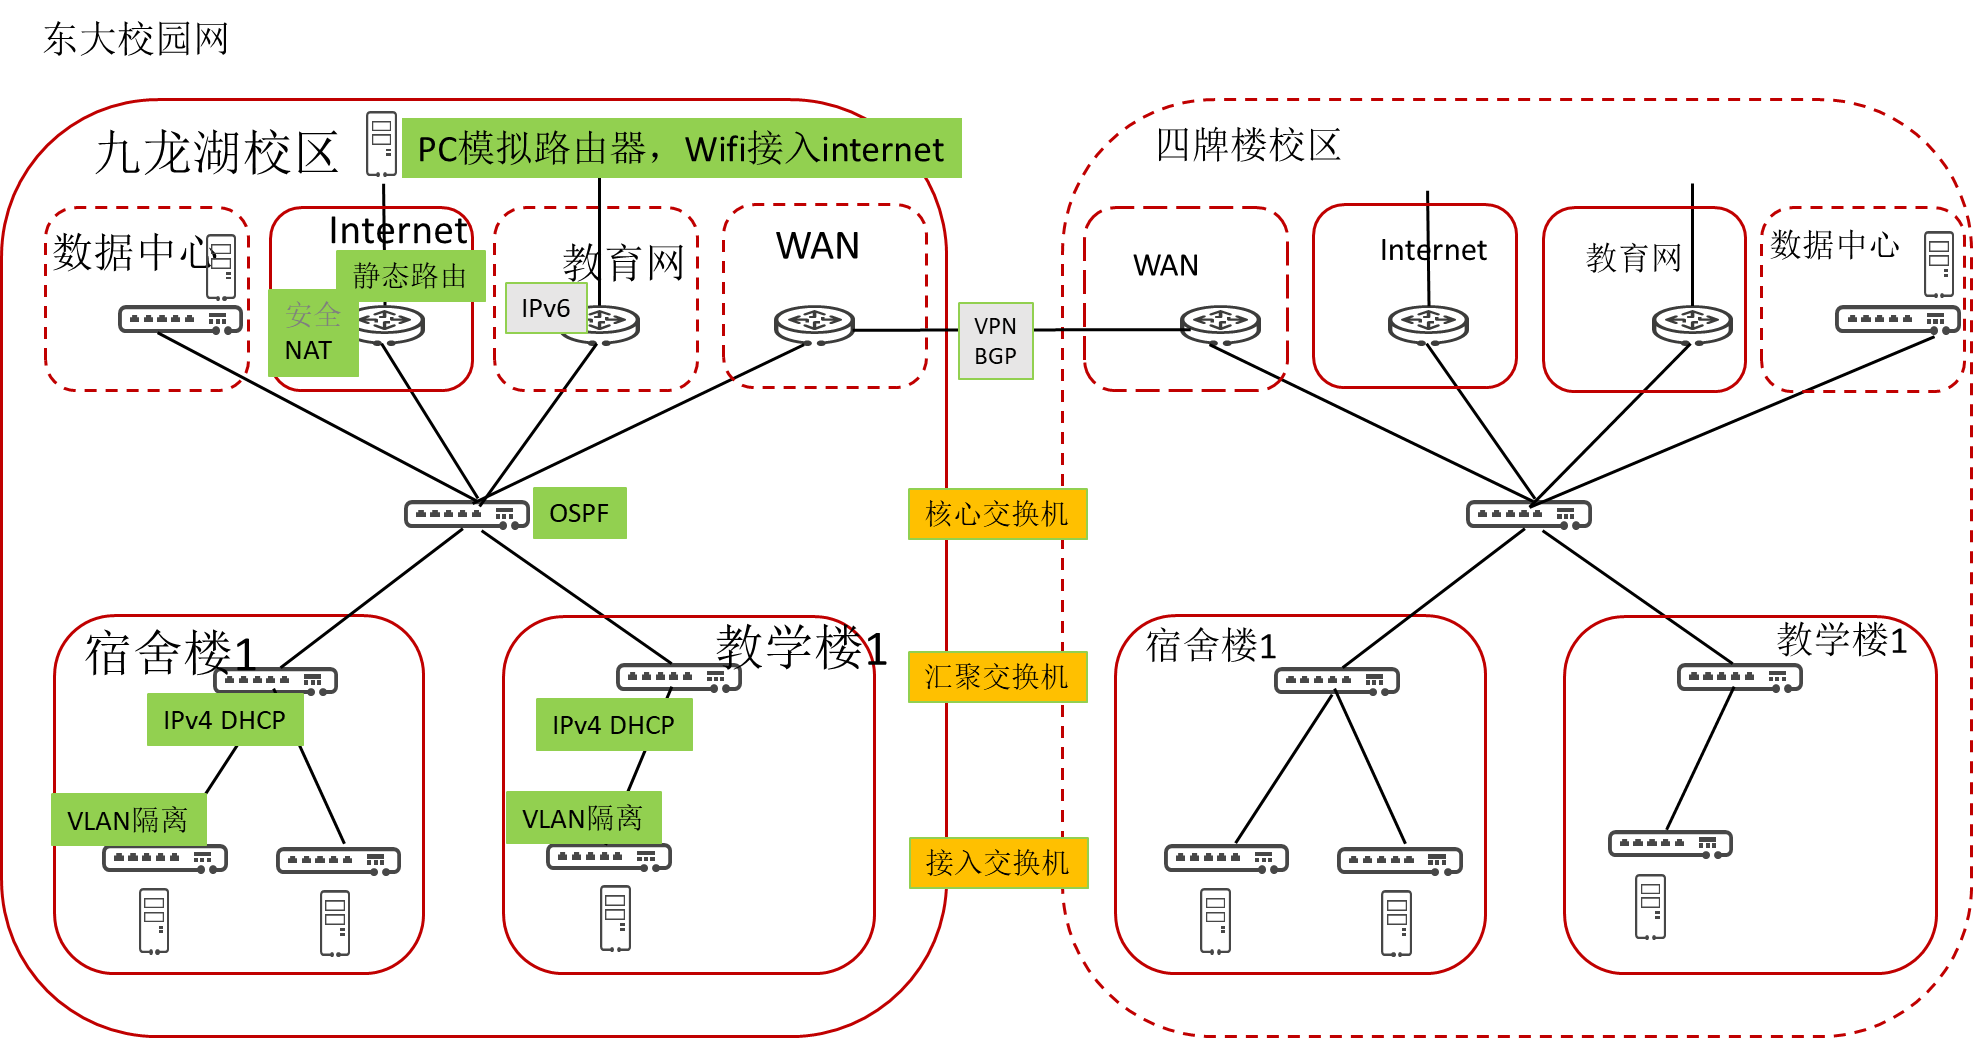 东大校园网
九龙湖校区
PC模拟路由器，Wifi接入internet
数据中心
Internet
静态路由
安全
NAT
教育网
IPv6
WAN
VPN
BGP
四牌楼校区
WAN
Internet
教育网
数据中心
OSPF
核心交换机
宿舍楼1
IPv4 DHCP
VLAN隔离
教学楼1
IPv4 DHCP
VLAN隔离
汇聚交换机
接入交换机
宿舍楼1
教学楼1